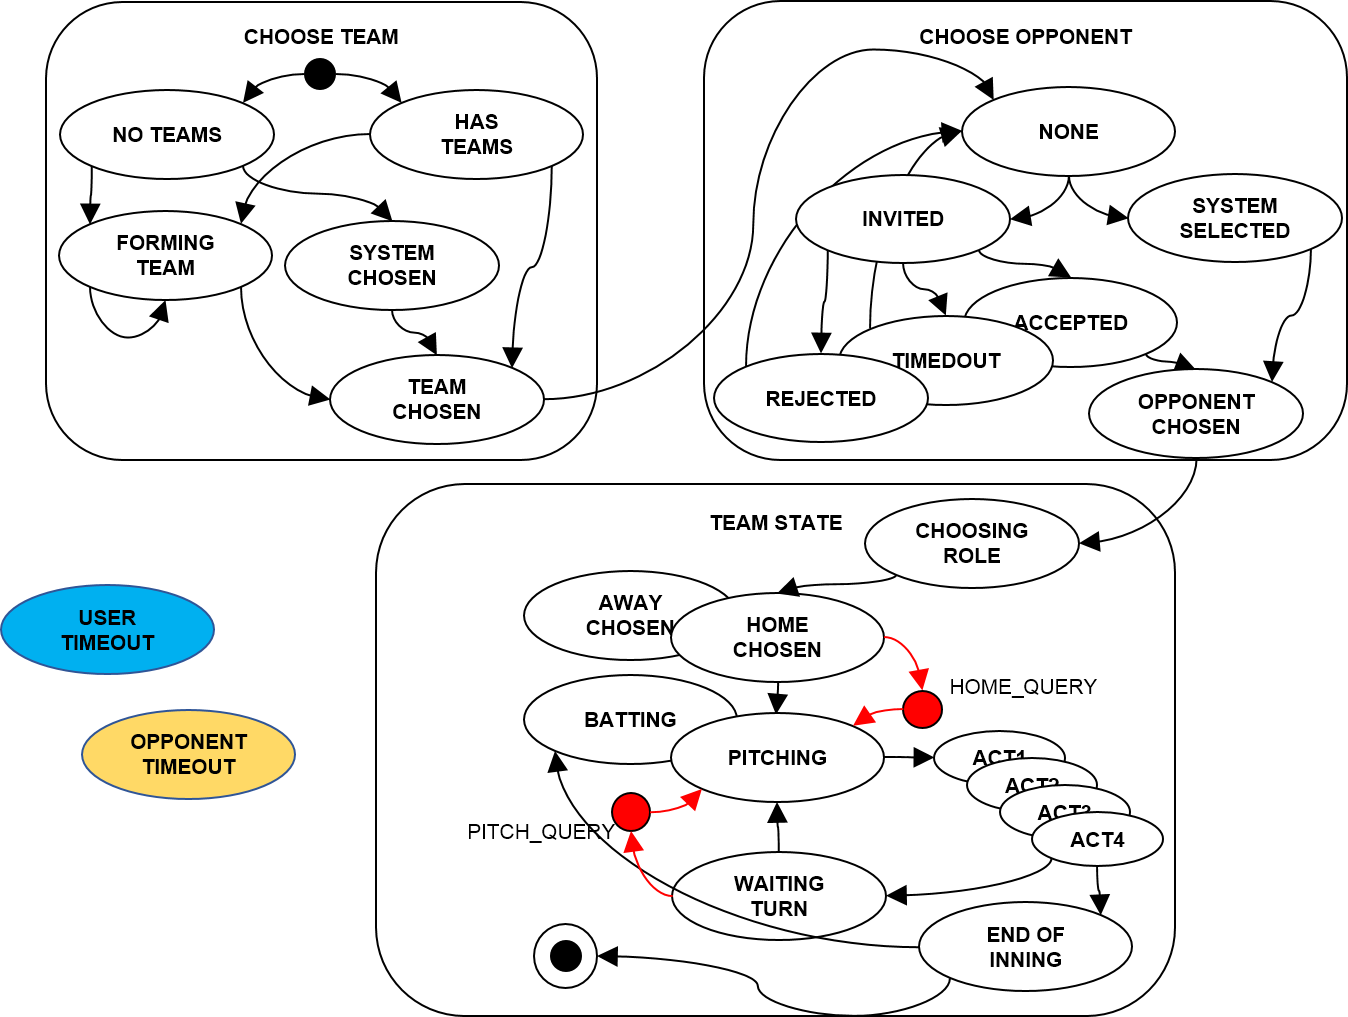 CHOOSE TEAM
NO TEAMS
HAS
TEAMS
FORMING
TEAM
SYSTEM
CHOSEN
TEAM
CHOSEN
CHOOSE OPPONENT
NONE
INVITED
SYSTEM
SELECTED
ACCEPTED
TIMEDOUT
REJECTED
OPPONENT
CHOSEN
TEAM STATE
CHOOSING
ROLE
AWAY
CHOSEN
HOME
CHOSEN
HOME_QUERY
BATTING
PITCHING
ACT1
ACT2
ACT3
ACT4
PITCH_QUERY
WAITING
TURN
END OF
INNING
USER
TIMEOUT
OPPONENT
TIMEOUT